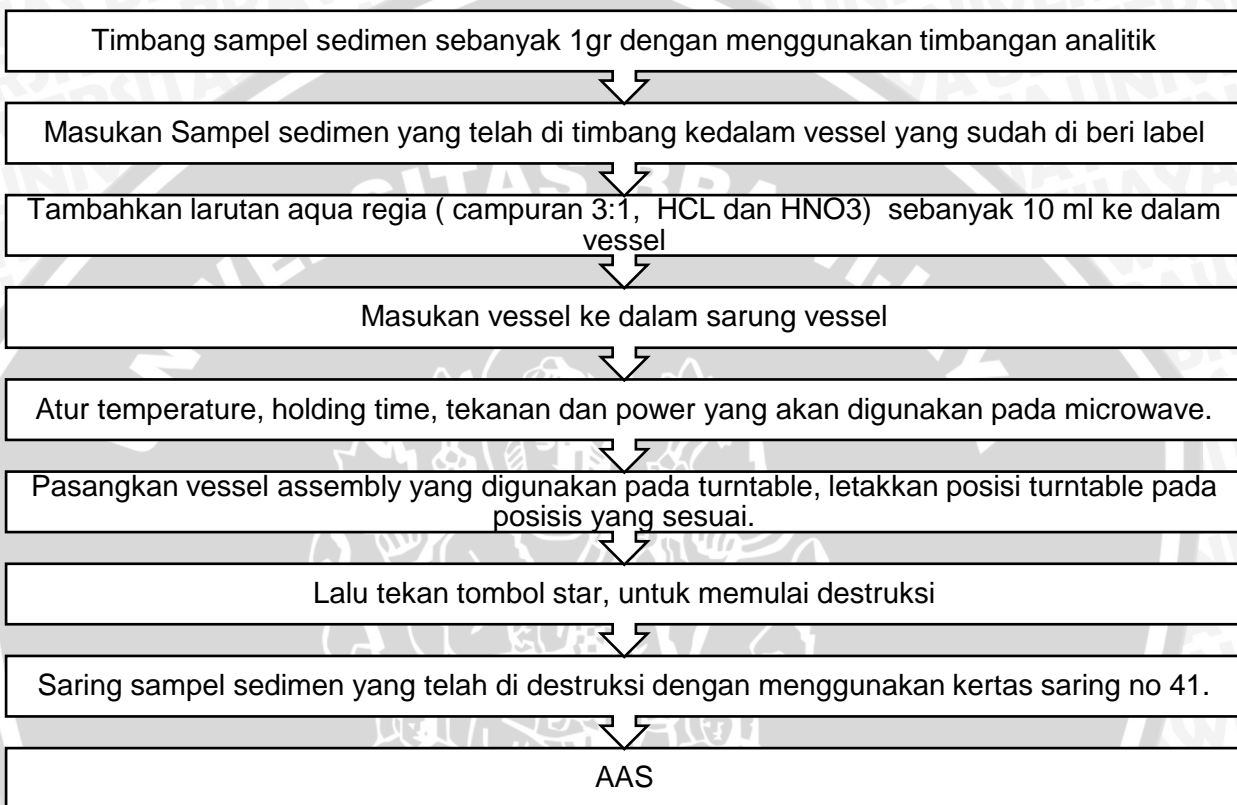 Timbang sampel sedimen sebanyak 1gr dengan menggunakan timbangan analitik
Masukan Sampel sedimen yang telah di timbang kedalam vessel yang sudah di beri label
Tambahkan larutan aqua regia ( campuran 3:1, HCL dan HNO3) sebanyak 10 ml ke dalam
vessel
Masukan vessel ke dalam sarung vessel
Atur temperature, holding time, tekanan dan power yang akan digunakan pada microwave.
Pasangkan vessel assembly yang digunakan pada turntable, letakkan posisi turntable pada
posisis yang sesuai.
Lalu tekan tombol star, untuk memulai destruksi
Saring sampel sedimen yang telah di destruksi dengan menggunakan kertas saring no 41.
AAS